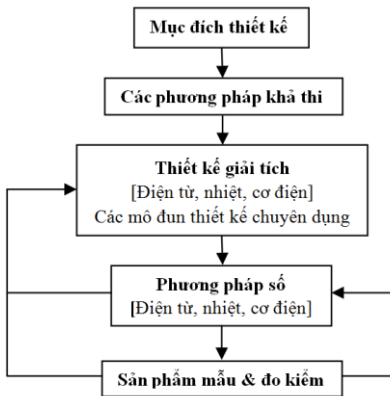 Mục đích thiết kế
Các phương pháp khả thi
Thiết kế giải tích
[Điện từ, nhiệt, cơ điện]
Các mô đun thiết kế chuyên dụng
Phương pháp số
[Điện từ, nhiệt, cơ điện]
Sản phẩm mẫu & đo kiểm